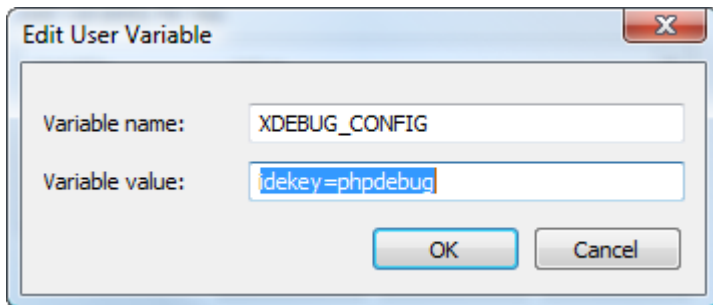 Edit User Variable
Variable name: XDEBUG_CONFIG
Variable value: idekey=phpdebug
OK Cancel